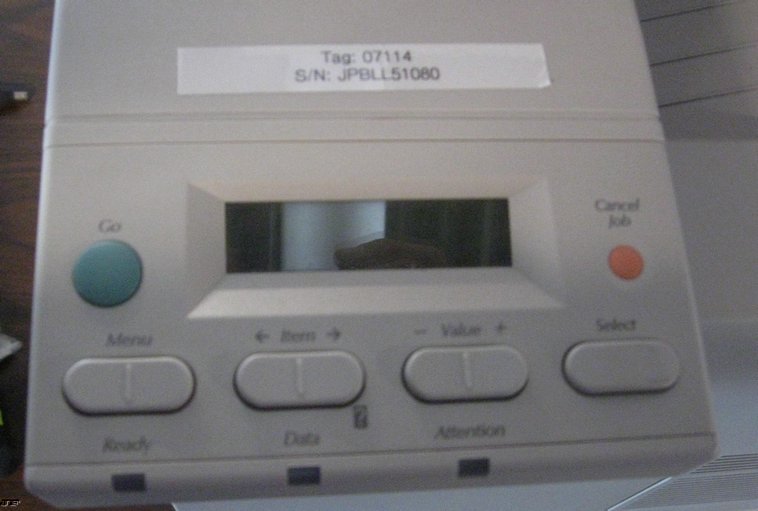 Tag: 07114
S/N: JPBLL51080
Go
Cancel
Job
Menu
← Item →
− Value +
Select
Ready
Data
Attention